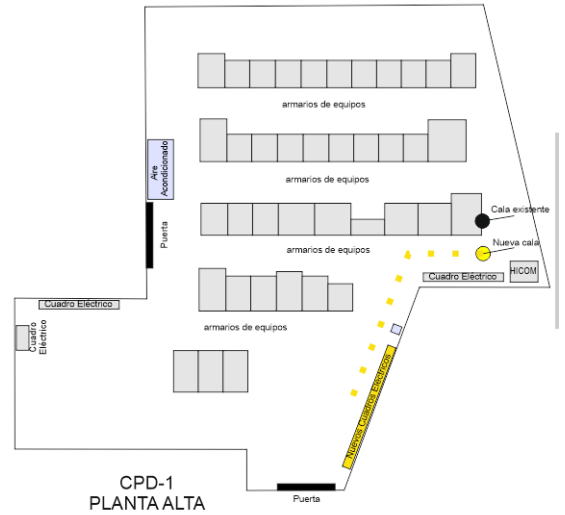 armarios de equipos
Aire
Acondicionado
armarios de equipos
Cala existente
Puerta
armarios de equipos
Nueva cala
HICOM
Cuadro Eléctrico
Cuadro Eléctrico
armarios de equipos
Cuadro
Eléctrico
Nuevos Cuadros Eléctricos
CPD-1
PLANTA ALTA
Puerta